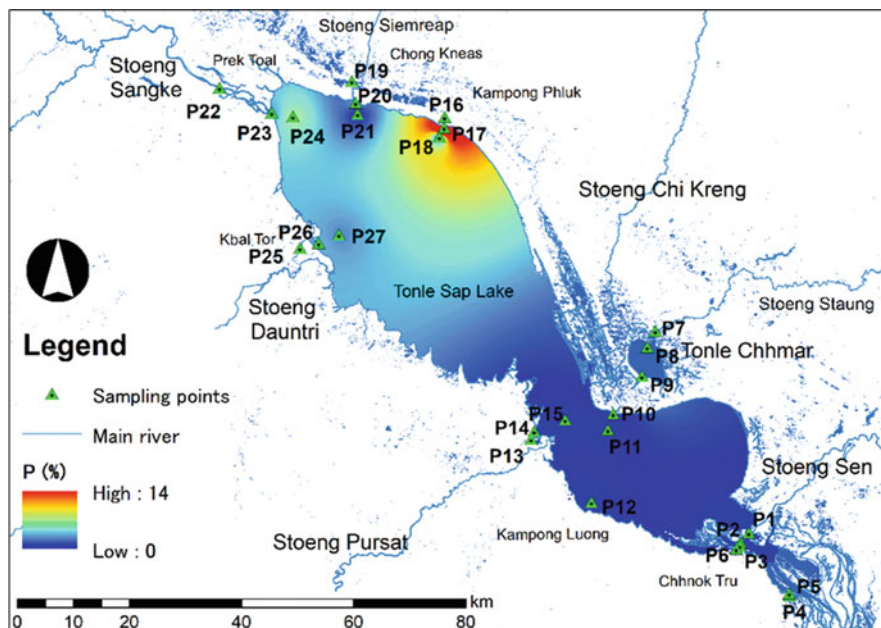 Stoeng Siemreap
Prek Toal
Chong Kneas
Stoeng
Sangke
P19
Kampong Phluk
P22
P20
P16
P23
P24
P21
P17
P18
Stoeng Chi Kreng
Kbal Tor
P26
P27
P25
Tonle Sap Lake
Stoeng Staung
Stoeng
Dauntri
P7
Legend
P8
Tonle Chhmar
P9
Sampling points
P15
P10
Main river
P14
P11
P13
P (%)
Stoeng Sen
High : 14
P12
P1
P2
Kampong Luong
Low : 0
Stoeng Pursat
P6
P3
Chhnok Tru
P5
P4
km
0 10 20 40 60 80